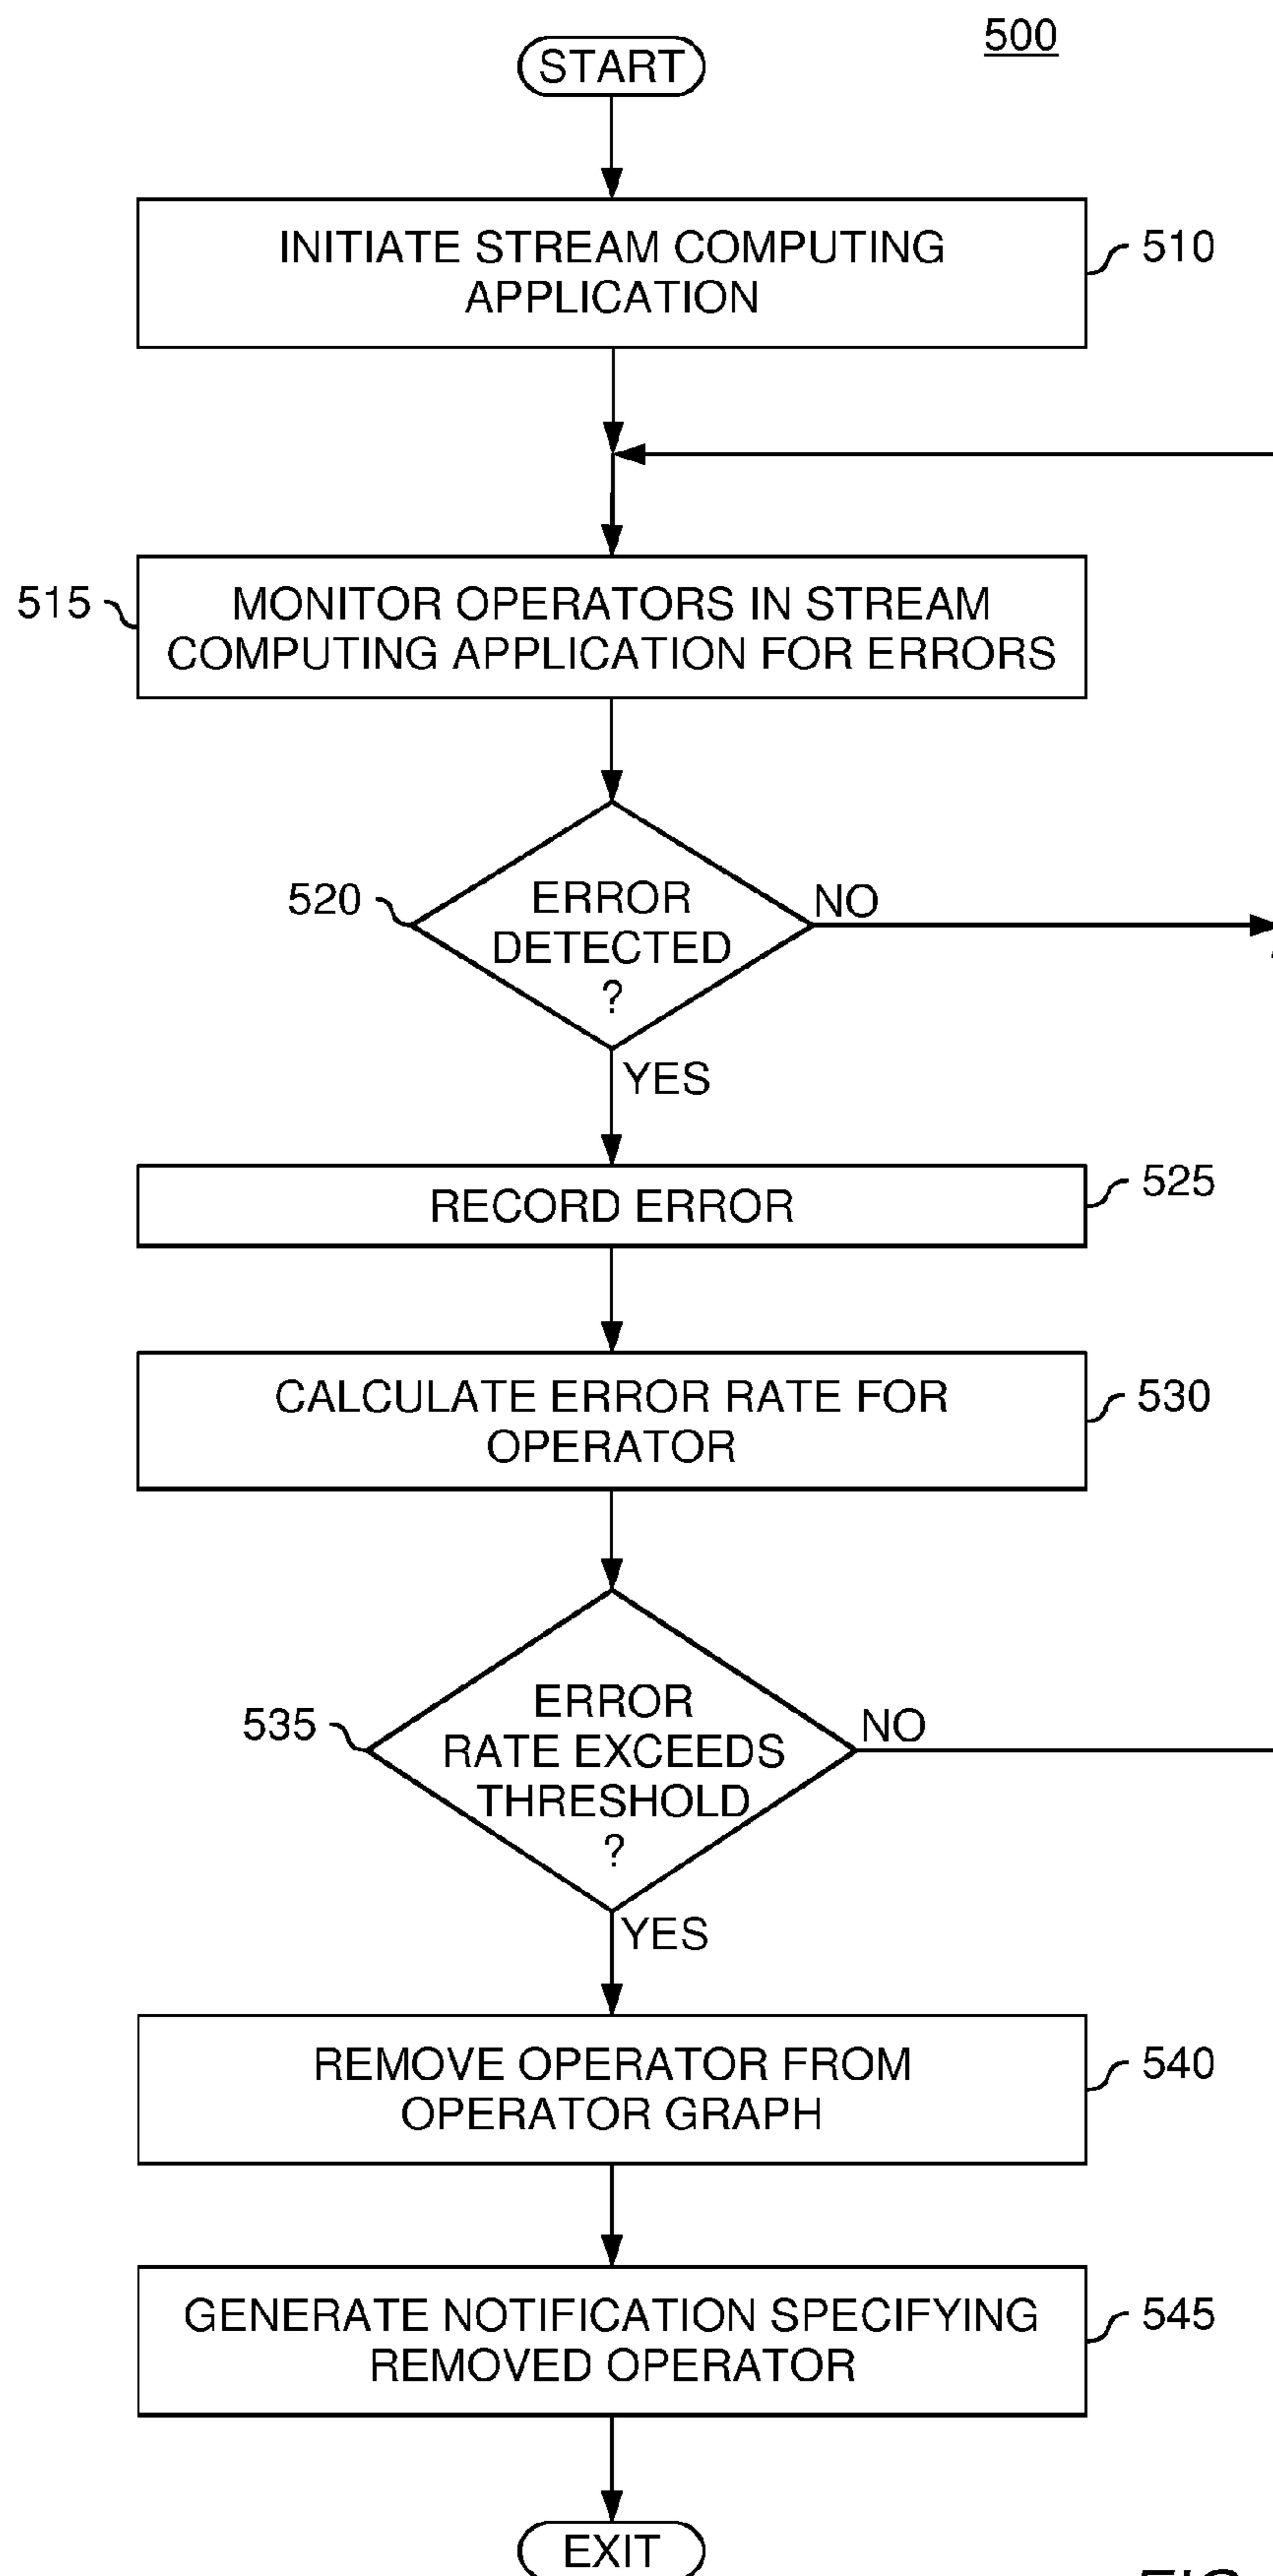 500
START
INITIATE STREAM COMPUTING
APPLICATION
510
515
MONITOR OPERATORS IN STREAM
COMPUTING APPLICATION FOR ERRORS
520
ERROR
DETECTED
?
NO
YES
RECORD ERROR
525
CALCULATE ERROR RATE FOR
OPERATOR
530
535
ERROR
RATE EXCEEDS
THRESHOLD
?
NO
YES
REMOVE OPERATOR FROM
OPERATOR GRAPH
540
GENERATE NOTIFICATION SPECIFYING
REMOVED OPERATOR
545
EXIT